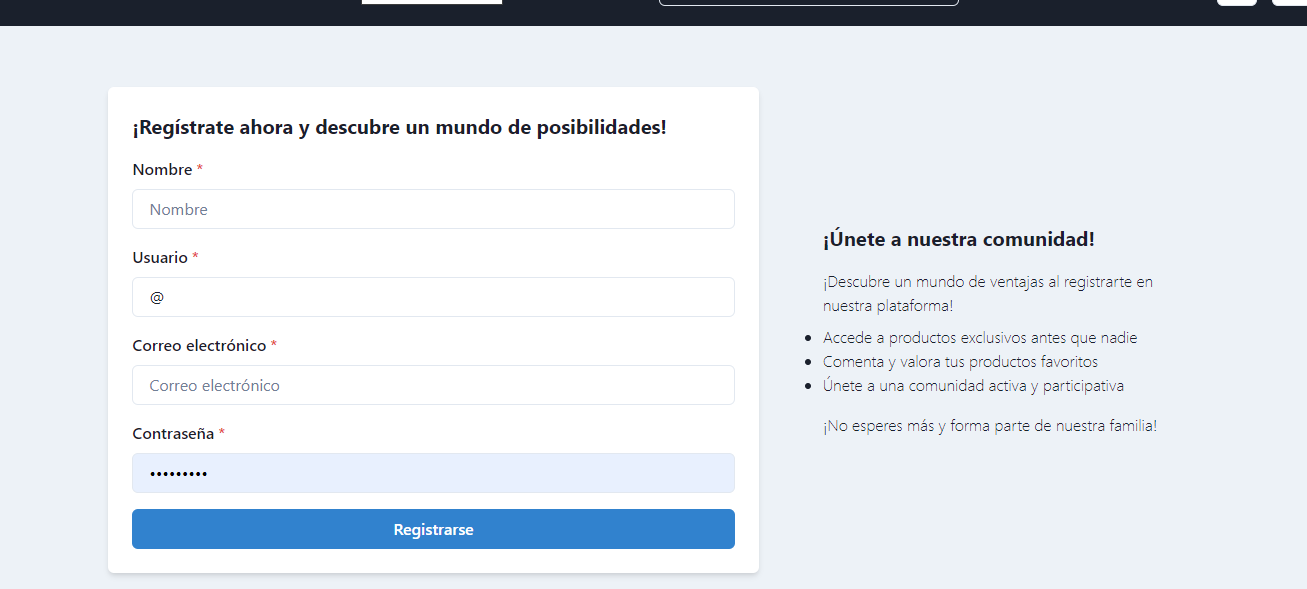 ¡Regístrate ahora y descubre un mundo de posibilidades!
Nombre *
Nombre
Usuario *
@
Correo electrónico *
Correo electrónico
Contraseña *
•••••••••
Registrarse
¡Únete a nuestra comunidad!
¡Descubre un mundo de ventajas al registrarte en
nuestra plataforma!
• Accede a productos exclusivos antes que nadie
• Comenta y valora tus productos favoritos
• Únete a una comunidad activa y participativa
¡No esperes más y forma parte de nuestra familia!